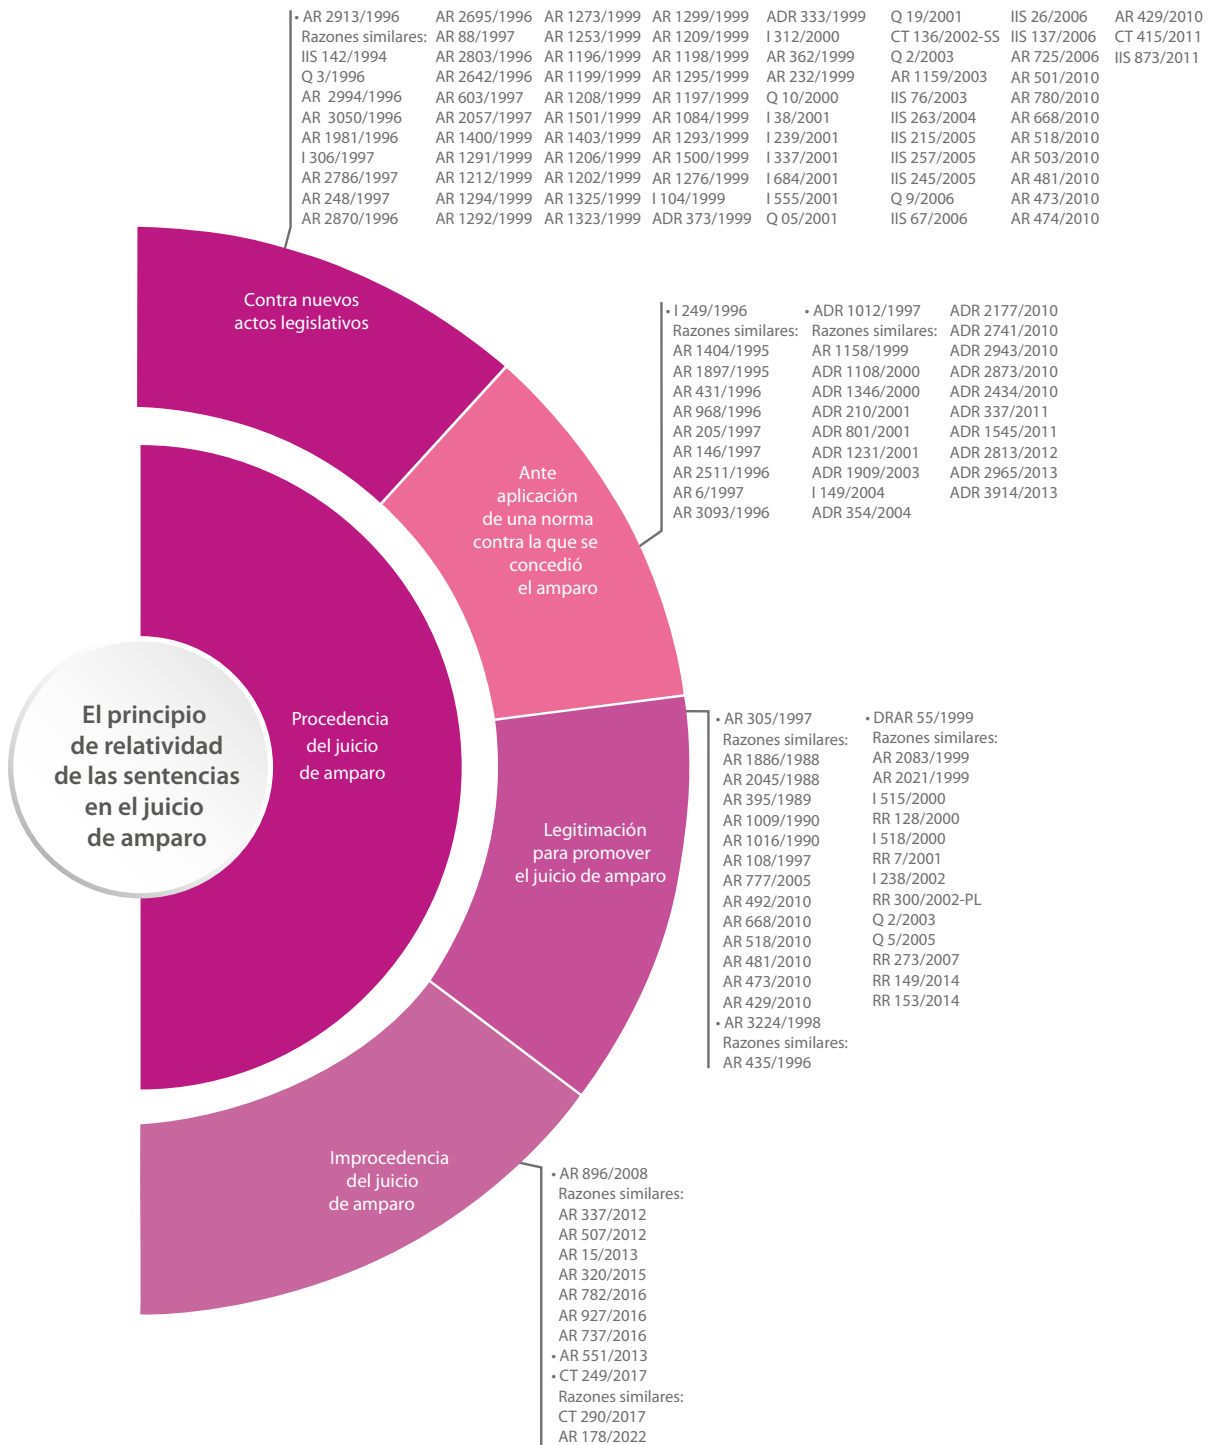 • AR 2913/1996
Razones similares:
IIS 142/1994
Q 3/1996
AR 2994/1996
AR 3050/1996
AR 1981/1996
I 306/1997
AR 2786/1997
AR 248/1997
AR 2870/1996
AR 2695/1996
AR 88/1997
AR 2803/1996
AR 2642/1996
AR 603/1997
AR 2057/1997
AR 1400/1999
AR 1291/1999
AR 1212/1999
AR 1294/1999
AR 1292/1999
AR 1273/1999
AR 1253/1999
AR 1196/1999
AR 1199/1999
AR 1208/1999
AR 1501/1999
AR 1403/1999
AR 1206/1999
AR 1202/1999
AR 1325/1999
AR 1323/1999
AR 1299/1999
AR 1209/1999
AR 1198/1999
AR 1295/1999
AR 1197/1999
AR 1084/1999
AR 1293/1999
AR 1500/1999
AR 1276/1999
I 104/1999
ADR 373/1999
ADR 333/1999
I 312/2000
AR 362/1999
AR 232/1999
Q 10/2000
I 38/2001
I 239/2001
I 337/2001
I 684/2001
I 555/2001
Q 05/2001
Q 19/2001
CT 136/2002-SS
Q 2/2003
AR 1159/2003
IIS 76/2003
IIS 263/2004
IIS 215/2005
IIS 257/2005
IIS 245/2005
Q 9/2006
IIS 67/2006
IIS 26/2006
IIS 137/2006
AR 725/2006
AR 501/2010
AR 780/2010
AR 668/2010
AR 518/2010
AR 503/2010
AR 481/2010
AR 473/2010
AR 474/2010
AR 429/2010
CT 415/2011
IIS 873/2011
Contra nuevos
actos legislativos
• I 249/1996
Razones similares:
AR 1404/1995
AR 1897/1995
AR 431/1996
AR 968/1996
AR 205/1997
AR 146/1997
AR 2511/1996
AR 6/1997
AR 3093/1996
• ADR 1012/1997
Razones similares:
AR 1158/1999
ADR 1108/2000
ADR 1346/2000
ADR 210/2001
ADR 801/2001
ADR 1231/2001
ADR 1909/2003
I 149/2004
ADR 354/2004
ADR 2177/2010
ADR 2741/2010
ADR 2943/2010
ADR 2873/2010
ADR 2434/2010
ADR 337/2011
ADR 1545/2011
ADR 2813/2012
ADR 2965/2013
ADR 3914/2013
Ante
aplicación
de una norma
contra la que se
concedió
el amparo
El principio
de relatividad
de las sentencias
en el juicio
de amparo
Procedencia
del juicio
de amparo
Legitimación
para promover
el juicio de amparo
• AR 305/1997
Razones similares:
AR 1886/1988
AR 2045/1988
AR 395/1989
AR 1009/1990
AR 1016/1990
AR 108/1997
AR 777/2005
AR 492/2010
AR 668/2010
AR 518/2010
AR 481/2010
AR 473/2010
AR 429/2010
• AR 3224/1998
Razones similares:
AR 435/1996
• DRAR 55/1999
Razones similares:
AR 2083/1999
AR 2021/1999
I 515/2000
RR 128/2000
I 518/2000
RR 7/2001
I 238/2002
RR 300/2002-PL
Q 2/2003
Q 5/2005
RR 273/2007
RR 149/2014
RR 153/2014
Improcedencia
del juicio
de amparo
• AR 896/2008
Razones similares:
AR 337/2012
AR 507/2012
AR 15/2013
AR 320/2015
AR 782/2016
AR 927/2016
AR 737/2016
• AR 551/2013
• CT 249/2017
Razones similares:
CT 290/2017
AR 178/2022